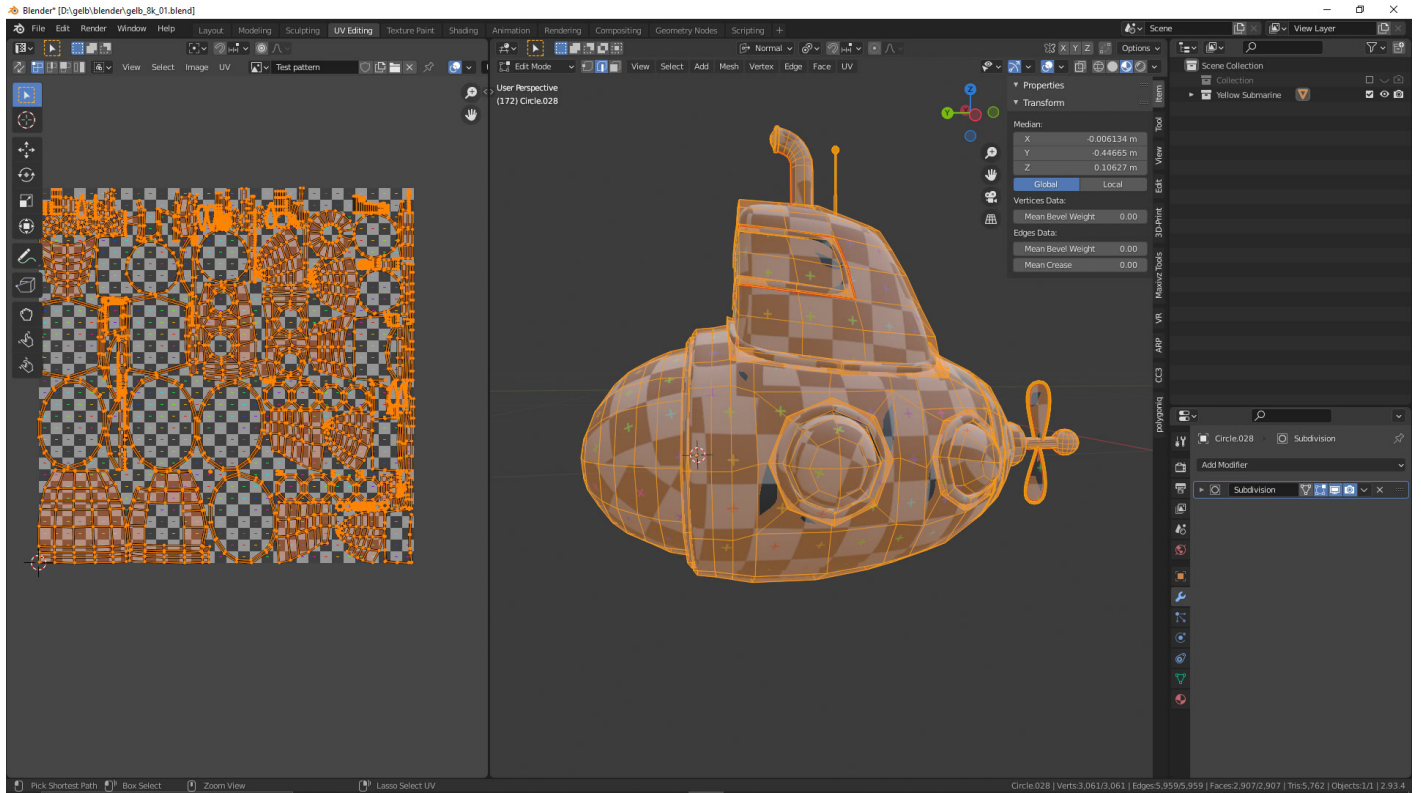 Blender* [D:\gelb\blender\gelb_8k_01.blend]
File Edit Render Window Help Layout Modeling Sculpting UV Editing Texture Paint Shading Animation Rendering Compositing Geometry Nodes Scripting + Scene View Layer
Normal X Y Z Options
View Select Image UV Test pattern Edit Mode View Select Add Mesh Vertex Edge Face UV
User Perspective
(172) Circle.028
Z
Y
Properties
Transform
Median:
X -0.006134 m
Y -0.44665 m
Z 0.10627 m
Global Local
Vertices Data:
Mean Bevel Weight 0.00
Edges Data:
Mean Bevel Weight 0.00
Mean Crease 0.00
Item
Tool
View
Edit
3D-Print
Maxivz Tools
VR
ARP
CC3
polygoniq
Scene Collection
Collection
Yellow Submarine
Circle.028 Subdivision
Add Modifier
Subdivision
Pick Shortest Path Box Select Zoom View Lasso Select UV Circle.028 | Verts:3,061/3,061 | Edges:5,959/5,959 | Faces:2,907/2,907 | Tris:5,762 | Objects:1/1 | 2.93.4